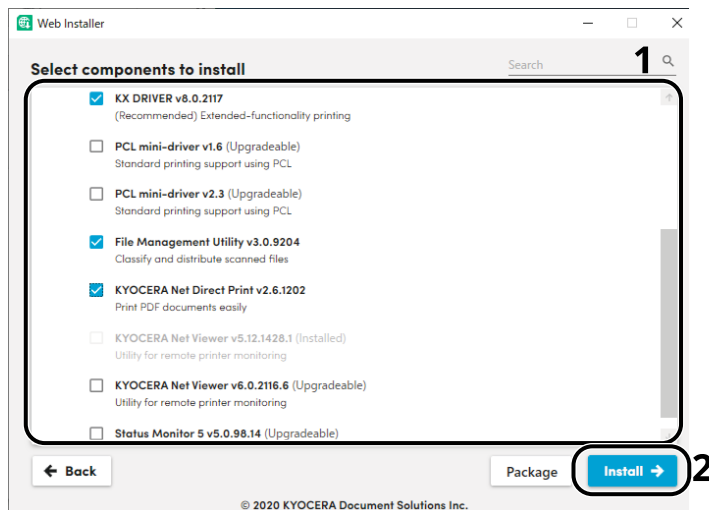 Web Installer
Select components to install
Search
1
KX DRIVER v8.0.2117
(Recommended) Extended-functionality printing
PCL mini-driver v1.6 (Upgradeable)
Standard printing support using PCL
PCL mini-driver v2.3 (Upgradeable)
Standard printing support using PCL
File Management Utility v3.0.9204
Classify and distribute scanned files
KYOCERA Net Direct Print v2.6.1202
Print PDF documents easily
KYOCERA Net Viewer v5.12.1428.1 (Installed)
Utility for remote printer monitoring
KYOCERA Net Viewer v6.0.2116.6 (Upgradeable)
Utility for remote printer monitoring
Status Monitor 5 v5.0.98.14 (Upgradeable)
Back
Package
Install
2
© 2020 KYOCERA Document Solutions Inc.